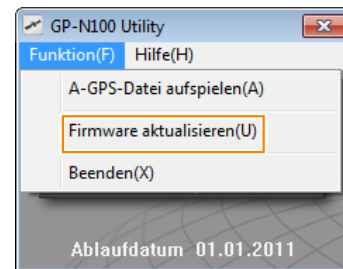 GP-N100 Utility
Funktion(F) Hilfe(H)
A-GPS-Datei aufspielen(A)
Firmware aktualisieren(U)
Beenden(X)
Ablaufdatum 01.01.2011